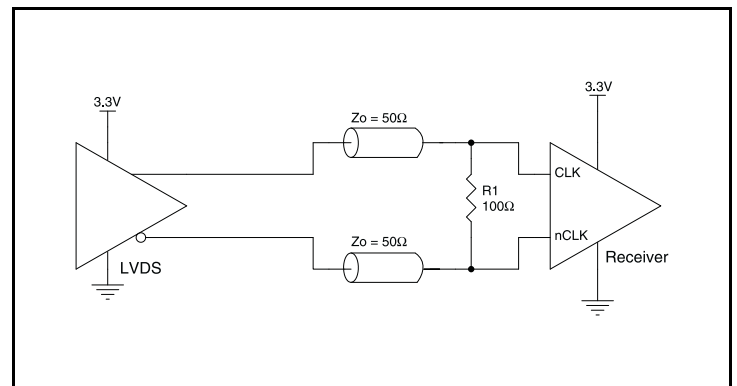 3.3V
3.3V
Zo = 50Ω
CLK
R1
100Ω
Zo = 50Ω
nCLK
LVDS
Receiver